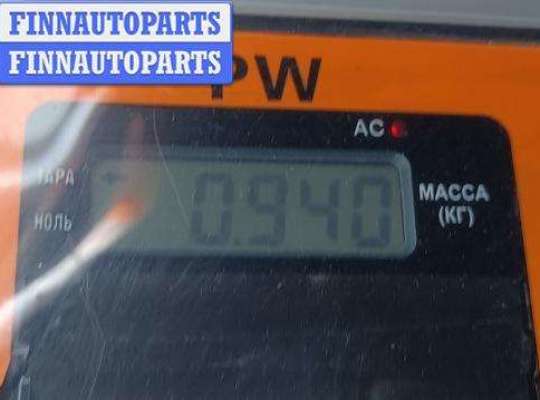 FINNAUTOPARTS
FINNAUTOPARTS
PW
AC
ТАРА
0.940
МАССА
(КГ)
НОЛЬ